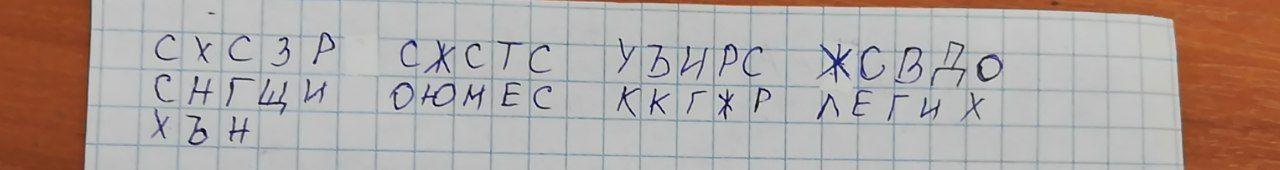 СХСЗР СЖСТС УЪИРС ЖСВДО
СНГЩИ ОЮМЕС ККГЖР ЛЕГИХ
ХЪН